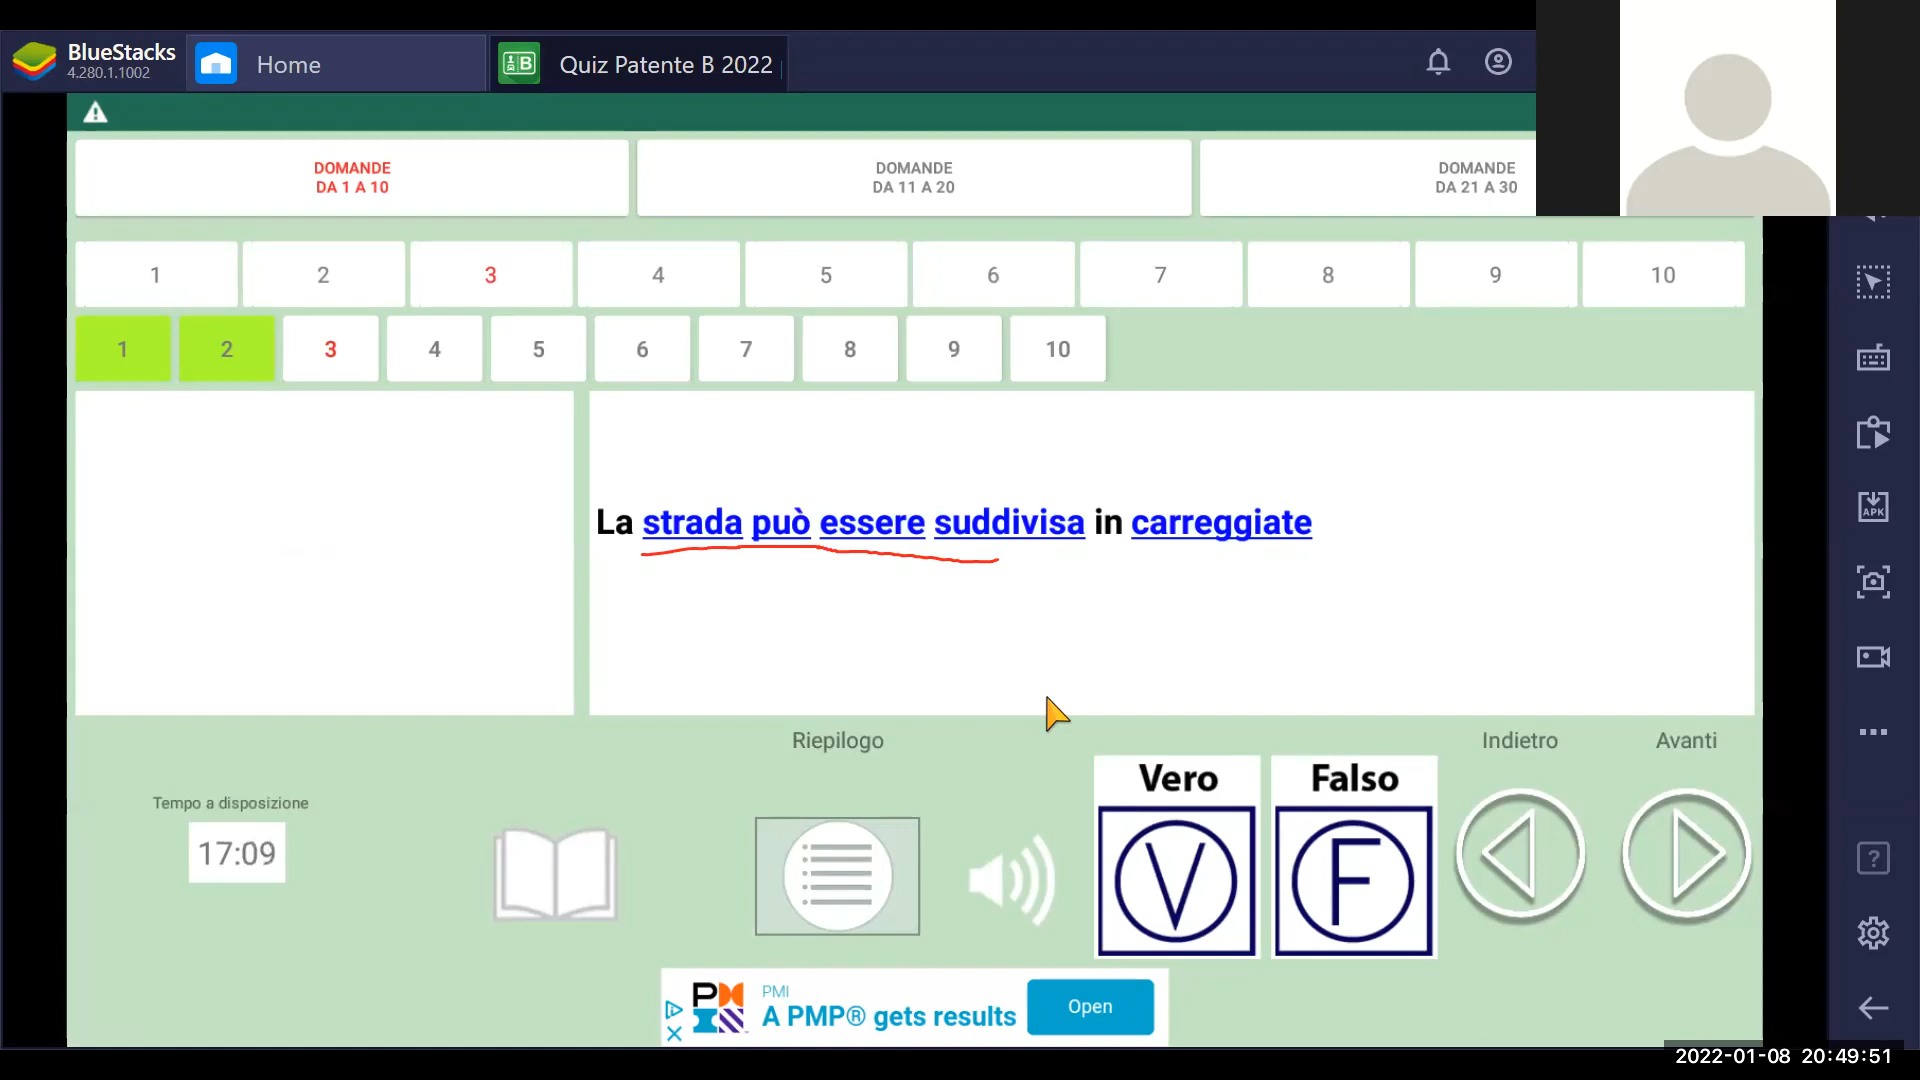 BlueStacks
4.280.1.1002
Home
Quiz Patente B 2022
DOMANDE
DA 1 A 10
DOMANDE
DA 11 A 20
DOMANDE
DA 21 A 30
1 2 3 4 5 6 7 8 9 10
1 2 3 4 5 6 7 8 9 10
La strada può essere suddivisa in carreggiate
Riepilogo
Indietro
Avanti
Vero
Falso
Tempo a disposizione
17:09
V
F
APK
PMI
A PMP® gets results
Open
2022-01-08 20:49:51